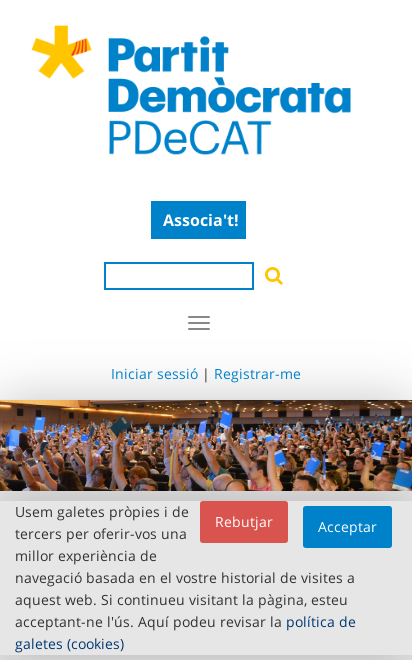 Partit
Demòcrata
PDeCAT
Associa't!
Iniciar sessió | Registrar-me
Usem galetes pròpies i de
tercers per oferir-vos una
millor experiència de
navegació basada en el vostre historial de visites a
aquest web. Si continueu visitant la pàgina, esteu
acceptant-ne l'ús. Aquí podeu revisar la política de
galetes (cookies)
Rebutjar
Acceptar